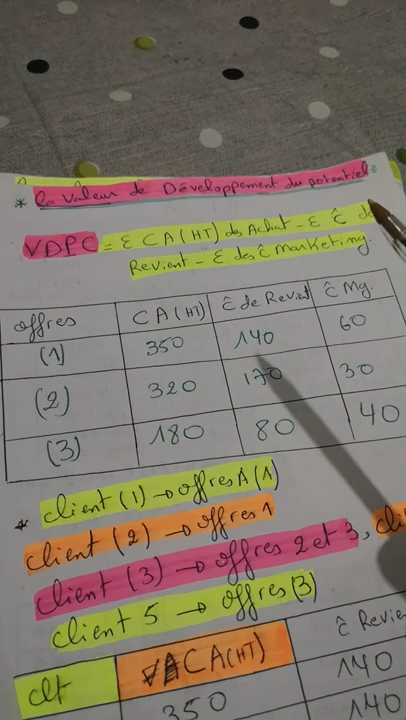 * la valeur de Développement du potentiel:
VDPC = Σ CA(HT) des Achat - Σ ĉ de
Revient - Σ des ĉ marketing.
offres CA(HT) ĉ de Revient ĉ Mg.
(1) 350 140 60
(2) 320 170 30
(3) 180 80 40
* client (1) → offres A (1)
client (2) → offres 1
client (3) → offres 2 et 3,
client 5 → offres (3)
clt CA(HT) ĉ Revie
350 140
140